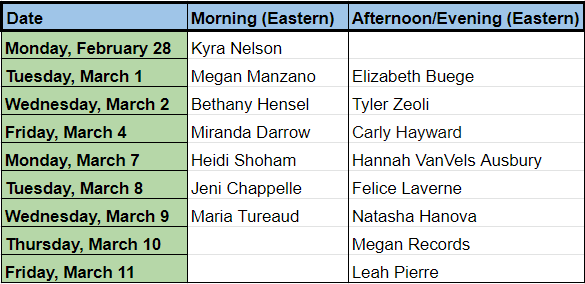 Date Morning (Eastern) Afternoon/Evening (Eastern)
Monday, February 28 Kyra Nelson
Tuesday, March 1 Megan Manzano Elizabeth Buege
Wednesday, March 2 Bethany Hensel Tyler Zeoli
Friday, March 4 Miranda Darrow Carly Hayward
Monday, March 7 Heidi Shoham Hannah VanVels Ausbury
Tuesday, March 8 Jeni Chappelle Felice Laverne
Wednesday, March 9 Maria Tureaud Natasha Hanova
Thursday, March 10 Megan Records
Friday, March 11 Leah Pierre